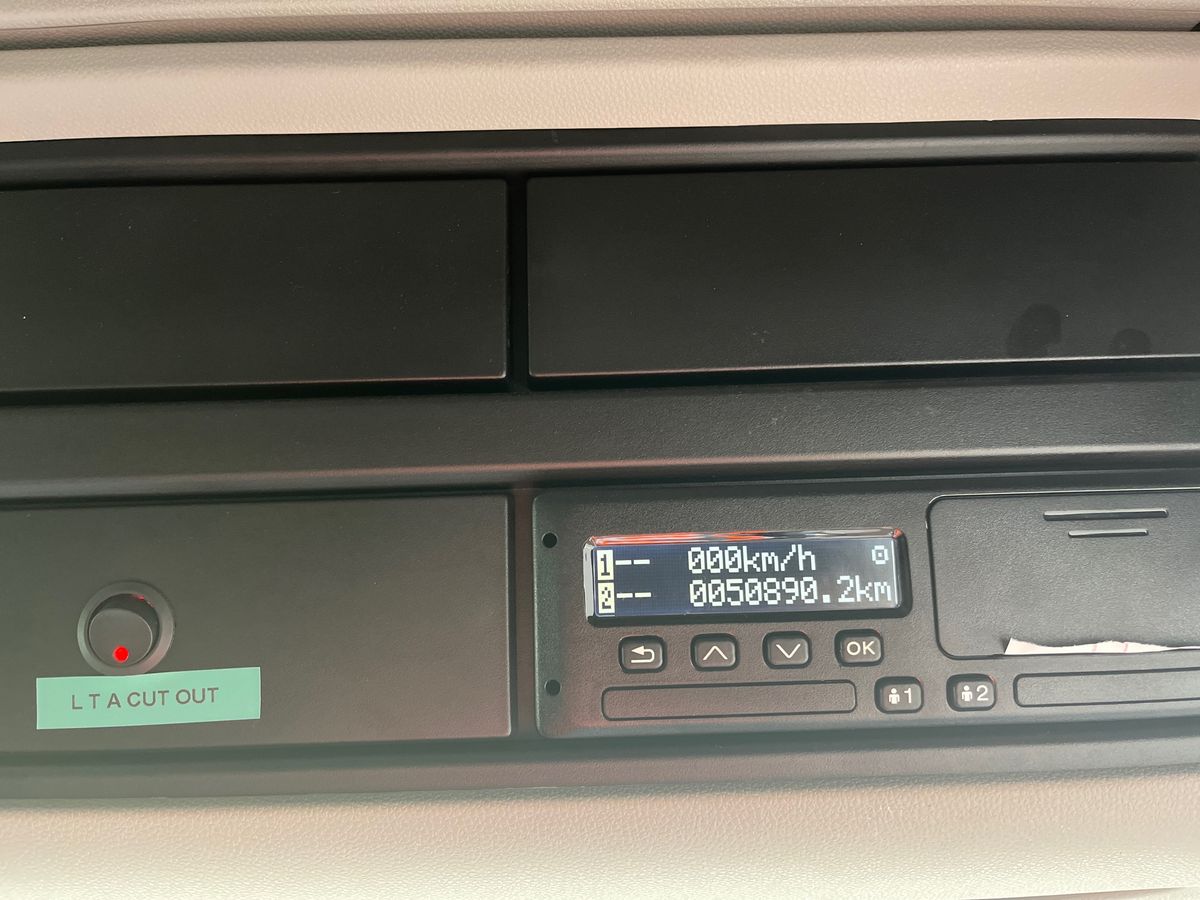 1-- 000km/h
2-- 0050890.2km
OK
1 2
L T A CUT OUT